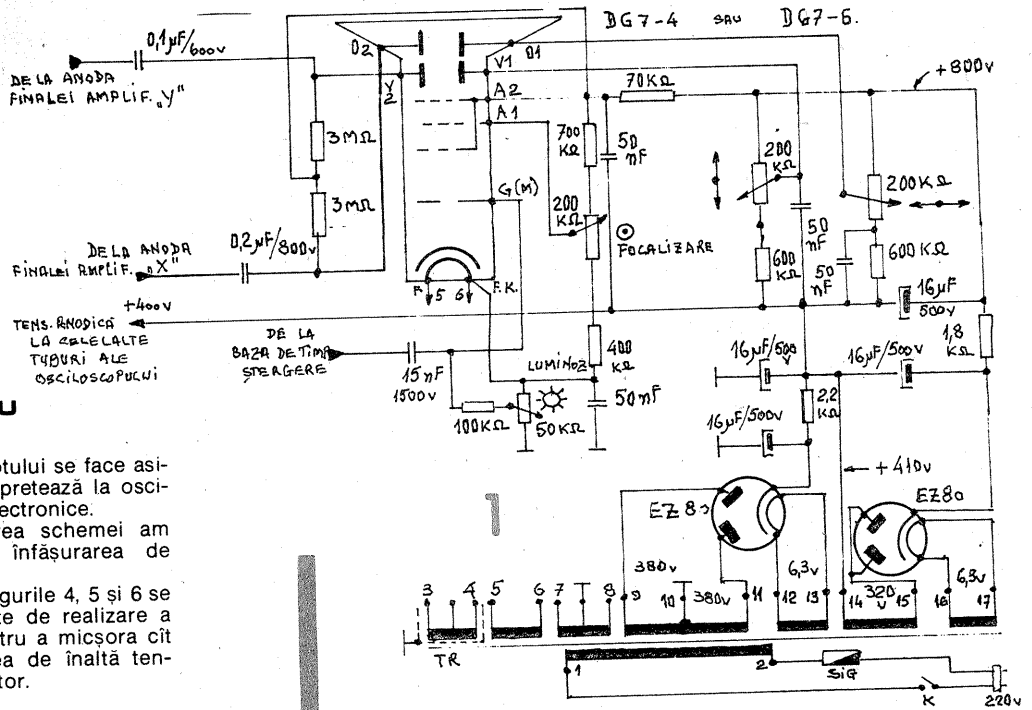 DG7-4 SAU DG7-6.
0,1µF/600V
DE LA ANODA
FINALEI AMPLIF. „Y"
D2
D1
V1
Y2
A2
A1
+800V
70KΩ
3MΩ
700
KΩ
50
nF
200
KΩ
200KΩ
G(M)
200
KΩ
3MΩ
FOCALIZARE
50
nF
600
KΩ
50
nF
600KΩ
DE LA ANODA
FINALEI AMPLIF. „X"
0,2µF/800V
F. 5 6 F.K.
16µF
500V
+400V
TENS. ANODICĂ
LA CELELALTE
TUBURI ALE
OSCILOSCOPULUI
DE LA
BAZA DE TIMP
ȘTERGERE
15nF
1500V
LUMINOZ
400
KΩ
16µF/500
V
16µF/500V
1,8
KΩ
100KΩ
50KΩ
50nF
16µF/500V
2,2
KΩ
u
otului se face asi-
pretează la osci-
ectronice.
rea schemei am
înfășurarea de
gurile 4, 5 și 6 se
te de realizare a
tru a micșora cît
ea de înaltă ten-
tor.
1
+410V
EZ80
EZ80
380V
6,3V
320
V
6,3V
3 4 5 6 7 8 9 10 380V 11 12 13 14 15 16 17
TR
1
2
SIG
K
220V